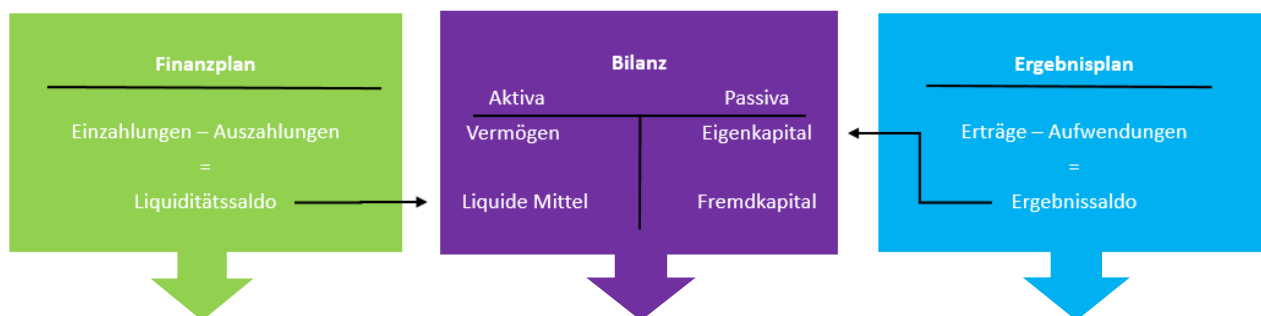 Finanzplan
Einzahlungen – Auszahlungen
=
Liquiditätssaldo
Bilanz
Aktiva Passiva
Vermögen Eigenkapital
Liquide Mittel Fremdkapital
Ergebnisplan
Erträge – Aufwendungen
=
Ergebnissaldo